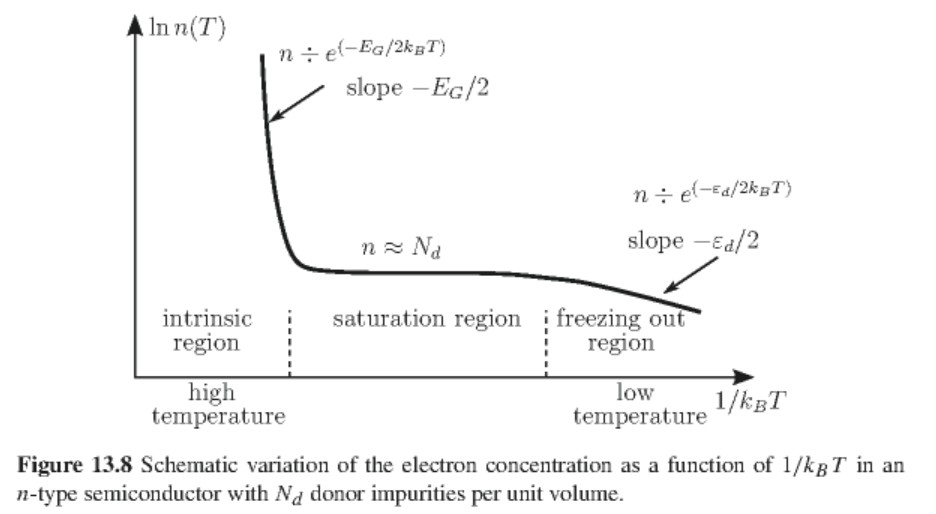 ln n(T)
n ÷ e^(−E_G/2k_BT)
slope −E_G/2
n ÷ e^(−ε_d/2k_BT)
slope −ε_d/2
n ≈ N_d
intrinsic
region
saturation region
freezing out
region
high
temperature
low
temperature
1/k_BT
Figure 13.8 Schematic variation of the electron concentration as a function of 1/k_BT in an
n-type semiconductor with N_d donor impurities per unit volume.